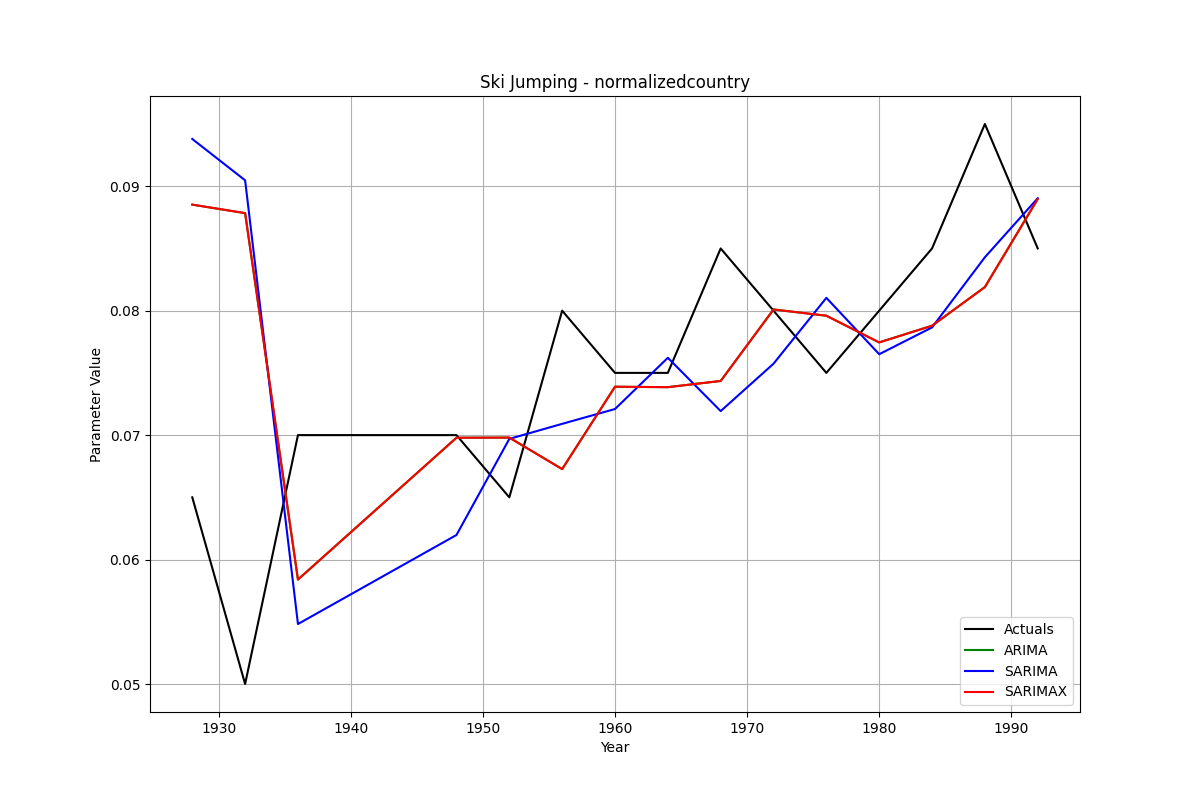 Ski Jumping - normalizedcountry
Parameter Value
0.09
0.08
0.07
0.06
0.05
1930 1940 1950 1960 1970 1980 1990
Year
Actuals
ARIMA
SARIMA
SARIMAX